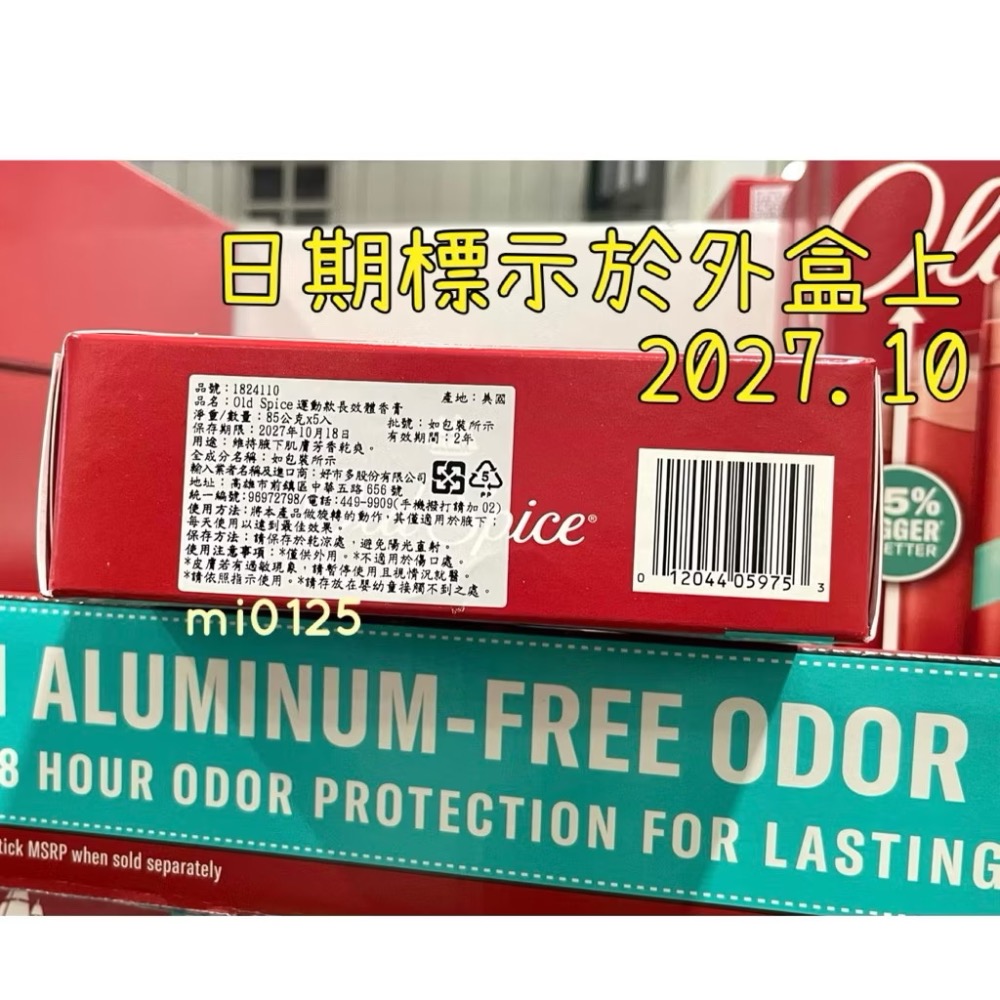 日期標示於外盒上
2027.10
Old
品號：1824110
產地：美國
品名：Old Spice 運動款長效體香膏
淨重/數量：85公克x5入
批號：如包裝所示
保存期限：2027年10月18日
有效期間：2年
用途：維持腋下肌膚芳香乾爽。
全成分名稱：如包裝所示
輸入業者名稱及進口商：好市多股份有限公司
地址：高雄市前鎮區中華五路656號
統一編號：96972798/電話：449-9909(手機撥打請加02)
使用方法：將本產品做旋轉的動作，其僅適用於腋下；
每天使用以達到最佳效果。
保存方法：請保存於乾涼處，避免陽光直射。
使用注意事項：*僅供外用。*不適用於傷口處。
*皮膚若有過敏現象，請暫停使用且視情況就醫。
*請依照指示使用。*請存放在嬰幼童接觸不到之處。
5
PP
Spice®
0 12044 05975 3
5%
GGER
ETTER
mi0125
ALUMINUM-FREE ODOR
8 HOUR ODOR PROTECTION FOR LASTING
tick MSRP when sold separately